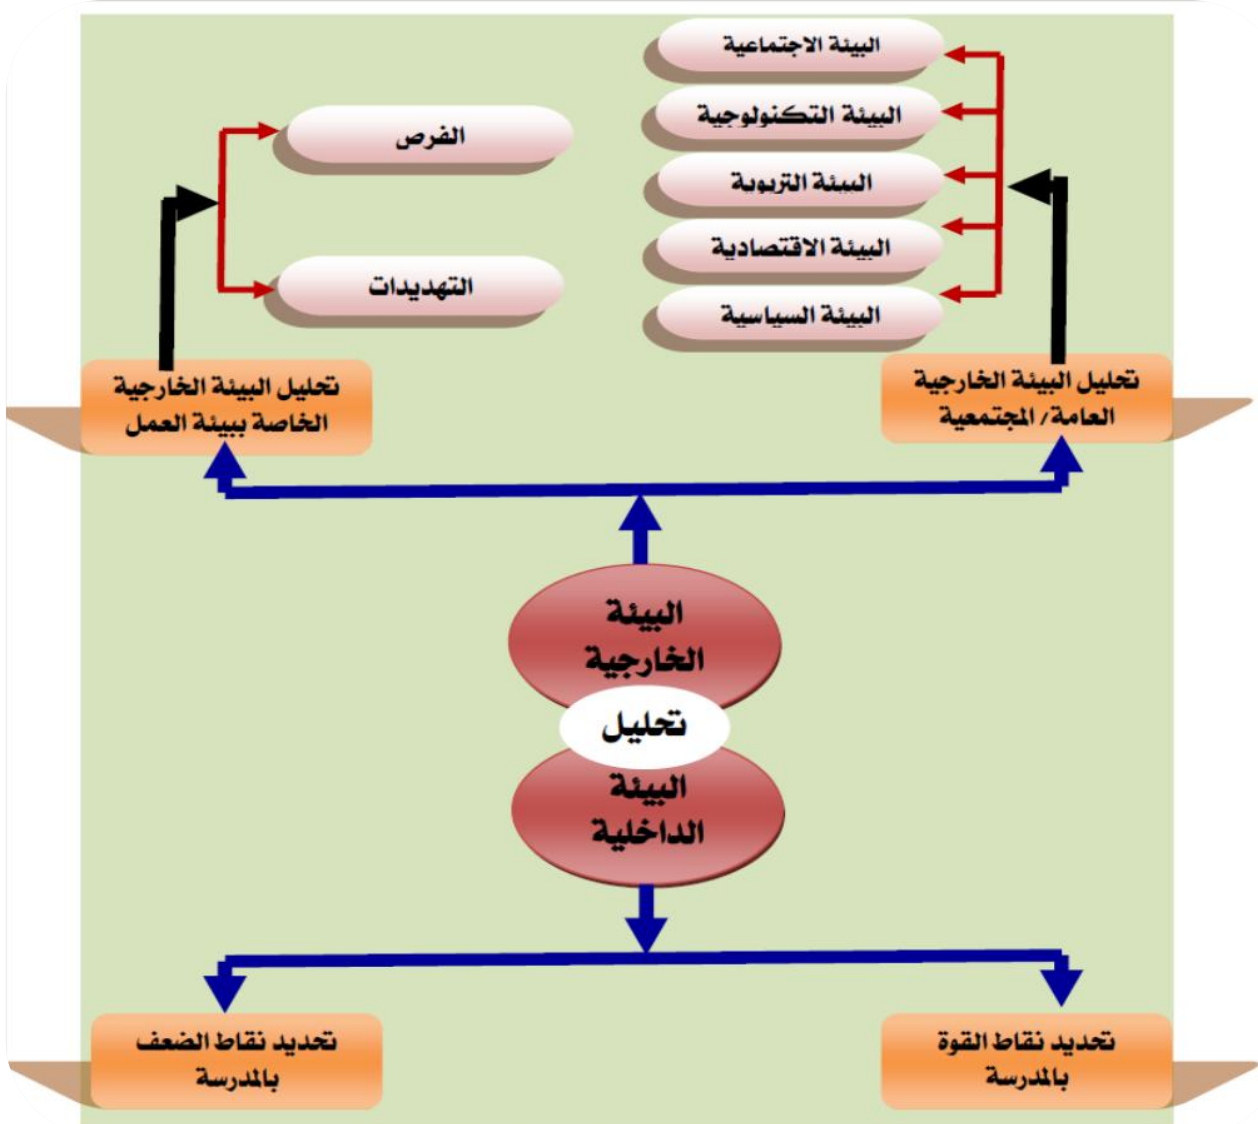 البيئة الاجتماعية
البيئة التكنولوجية
البيئة التربوية
البيئة الاقتصادية
البيئة السياسية
الفرص
التهديدات
تحليل البيئة الخارجية
العامة/ المجتمعية
تحليل البيئة الخارجية
الخاصة ببيئة العمل
البيئة
الخارجية
تحليل
البيئة
الداخلية
تحديد نقاط القوة
بالمدرسة
تحديد نقاط الضعف
بالمدرسة